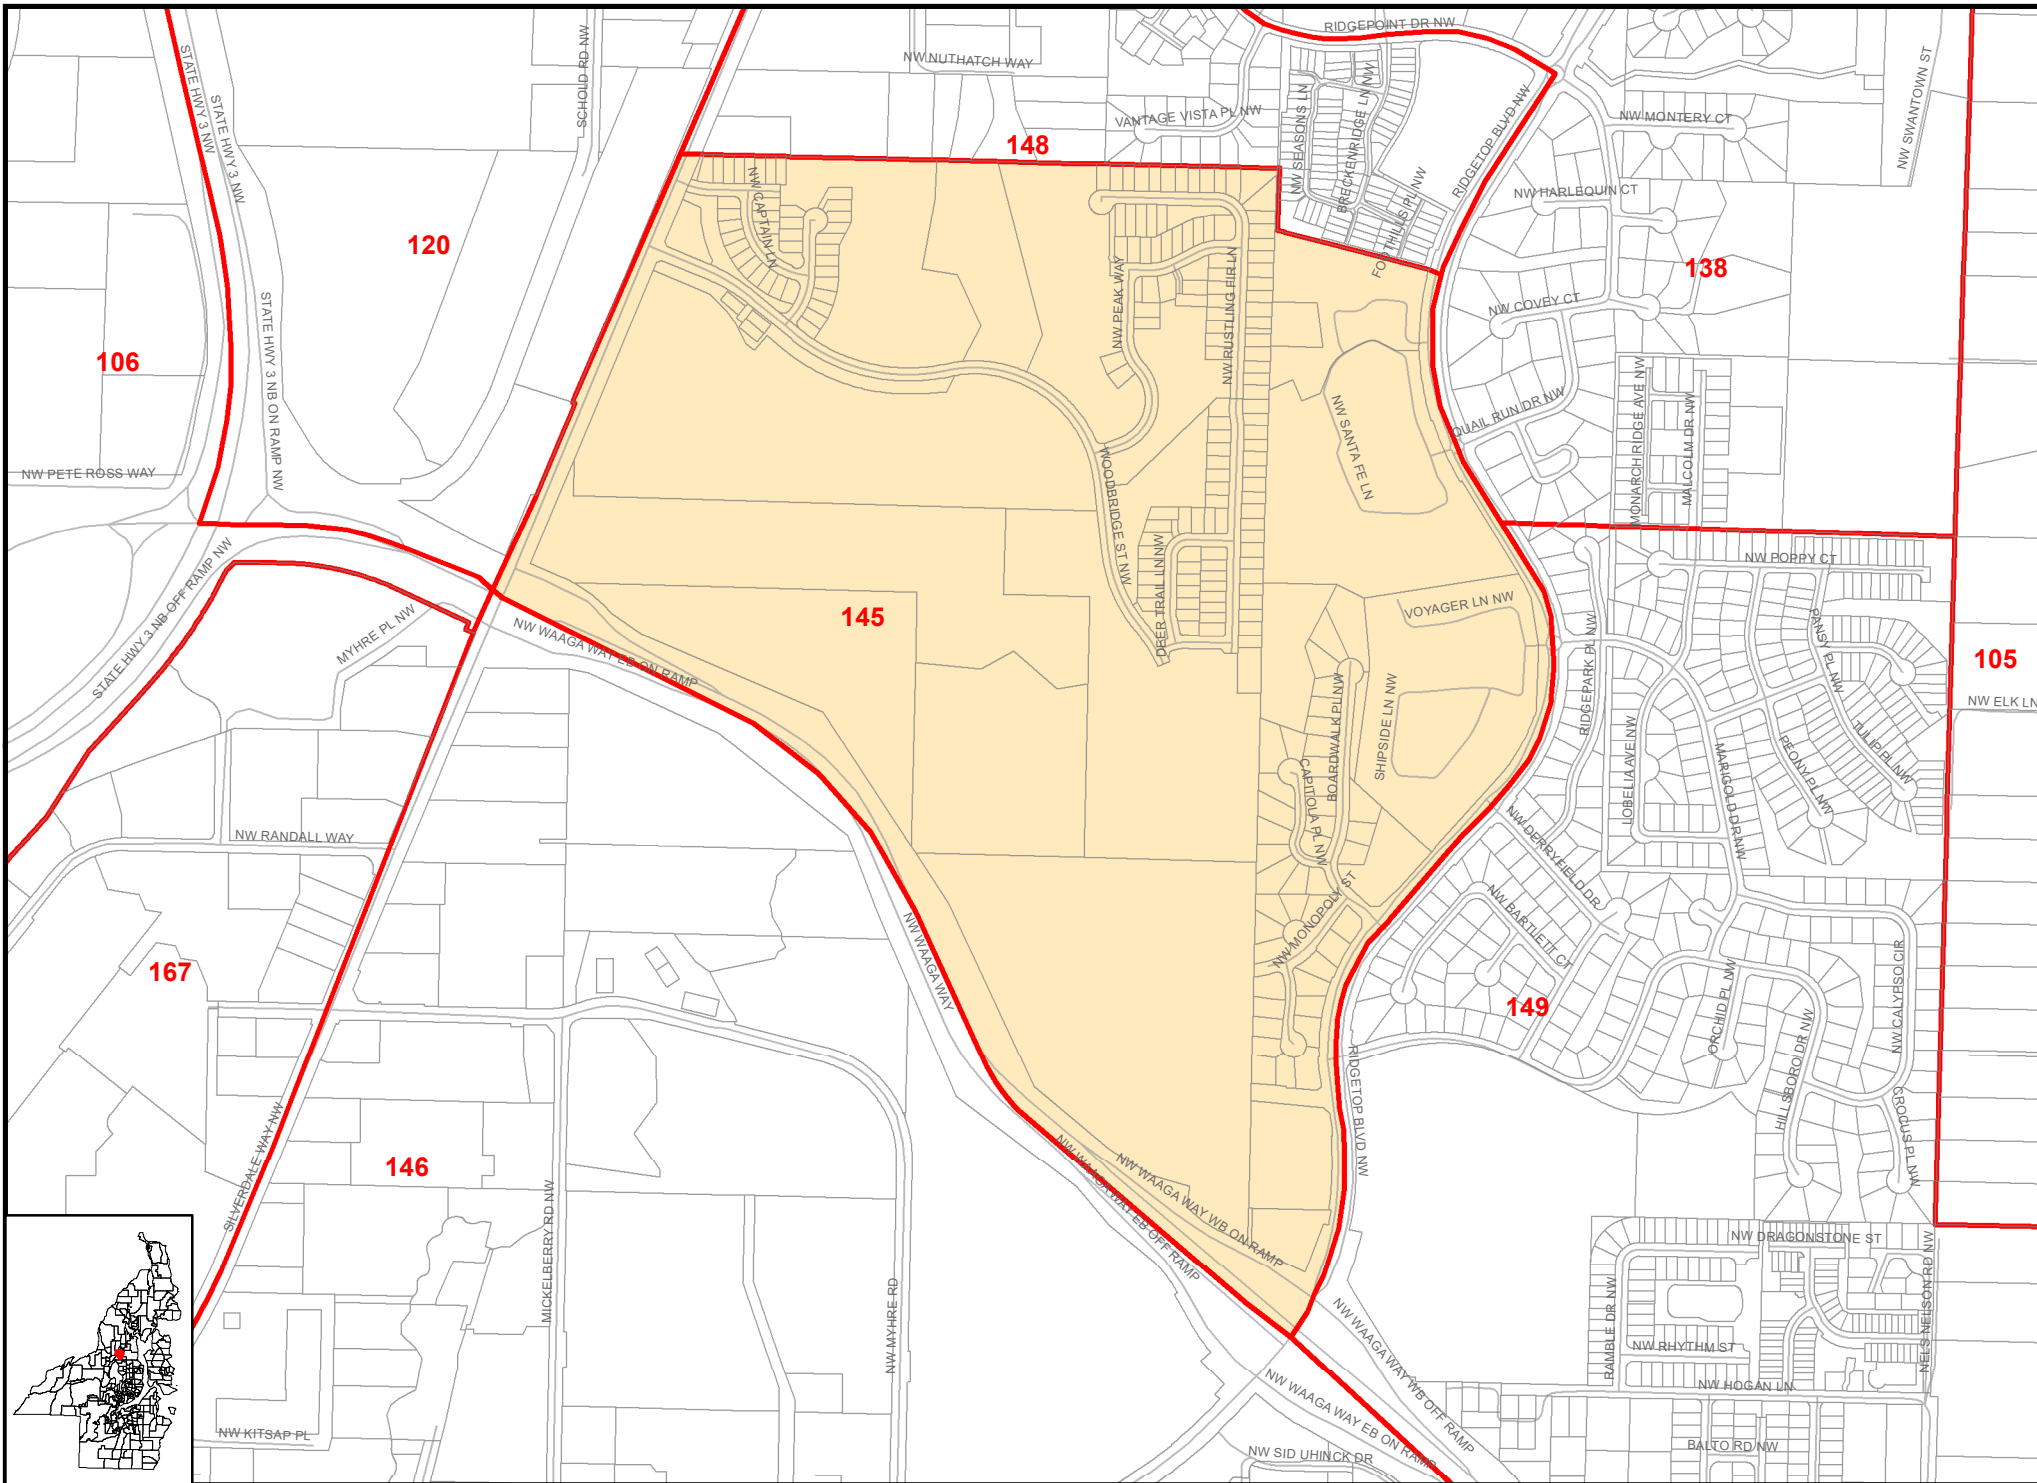 RIDGEPOINT DR NW
STATE HWY 3 NW
STATE HWY 3 NW
SCHOLD RD NW
NW NUTHATCH WAY
VANTAGE VISTA PL NW
148
NW SEASONS LN
BRECKENRIDGE LN NW
FOOTHILLS PL NW
RIDGETOP BLVD NW
NW MONTERY CT
NW SWANTOWN ST
NW HARLEQUIN CT
120
138
NW CAPTAIN LN
NW PEAK WAY
NW RUSTLING FIR LN
NW COVEY CT
106
STATE HWY 3 NB ON RAMP NW
NW SANTA FE LN
QUAIL RUN DR NW
MONARCH RIDGE AVE NW
MALCOLM DR NW
NW PETE ROSS WAY
WOODBRIDGE ST NW
DEER TRAIL LN NW
NW POPPY CT
STATE HWY 3 NB OFF RAMP NW
MYHRE PL NW
NW WAAGA WAY EB ON RAMP
145
VOYAGER LN NW
RIDGEPARK PL NW
PANSY PL NW
105
NW ELK LN
BOARDWALK PL NW
SHIPSIDE LN NW
CAPITOLA PL NW
LOBELIA AVE NW
MARIGOLD DR NW
PEONY PL NW
TULIP PL NW
NW RANDALL WAY
NW DERRYFIELD DR
NW BARTLETT CT
NW MONOPOLY ST
NW WAAGA WAY
167
149
ORCHID PL NW
HILLSBORO DR NW
NW CALYPSO CIR
CROCUS PL NW
RIDGETOP BLVD NW
SILVERDALE WAY NW
146
MICKELBERRY RD NW
NW MYHRE RD
NW WAAGA WAY EB OFF RAMP
NW WAAGA WAY WB ON RAMP
NW DRAGONSTONE ST
NELS NELSON RD NW
RAMBLE DR NW
NW RHYTHM ST
NW WAAGA WAY WB OFF RAMP
NW WAAGA WAY EB ON RAMP
NW HOGAN LN
NW KITSAP PL
NW SID UHINCK DR
BALTO RD NW